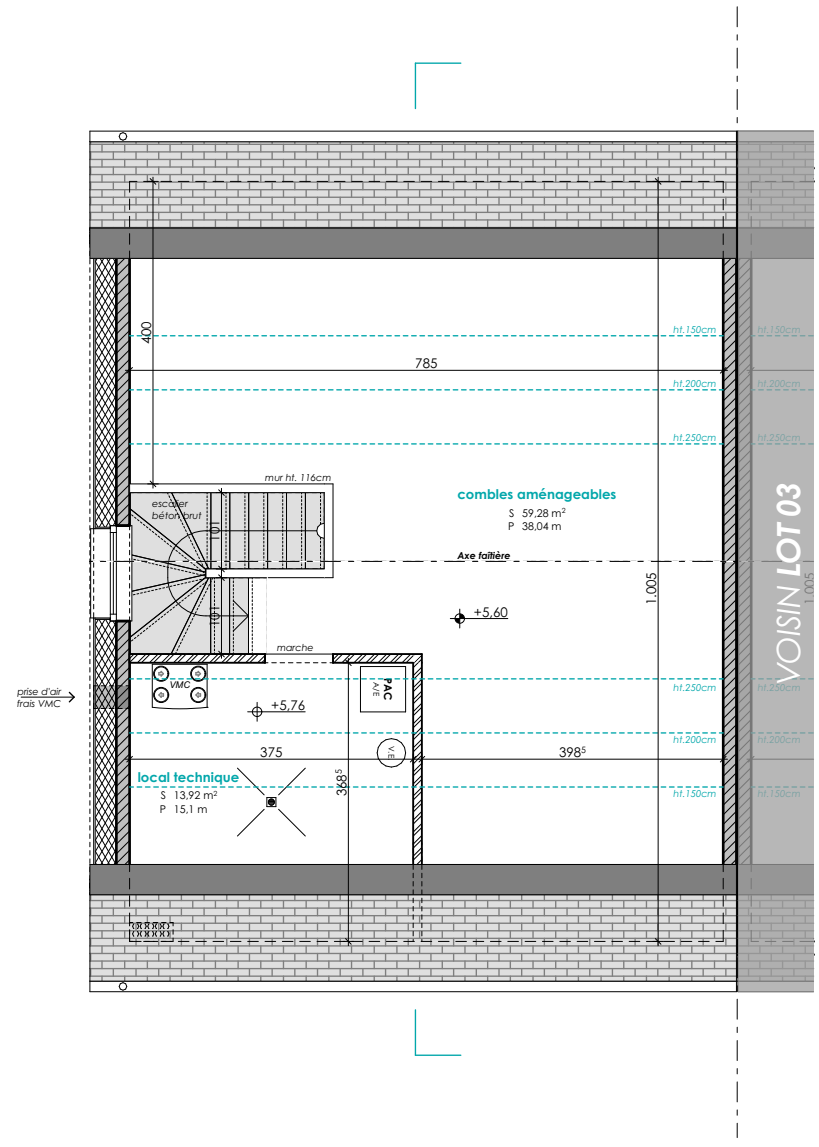 ht.150cm
ht.150cm
400
785
ht.200cm
ht.200cm
ht.250cm
ht.250cm
mur ht. 116cm
escalier
béton brut
101
combles aménageables
S 59,28 m²
P 38,04 m
Axe faîtière
1.005
1.005
VOISIN LOT 03
101
+5,60
marche
VMC
PAC
A/E
ht.250cm
ht.250cm
prise d'air
frais VMC
+5,76
ht.200cm
ht.200cm
375
V.E
398⁵
368⁵
local technique
S 13,92 m²
P 15,1 m
ht.150cm
ht.150cm